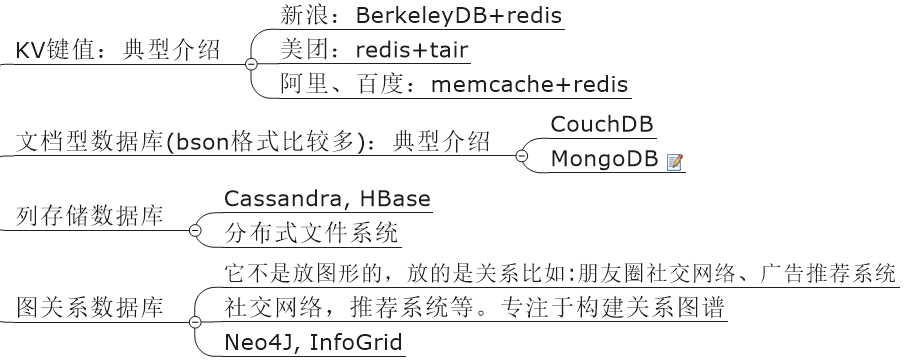 KV键值：典型介绍
新浪：BerkeleyDB+redis
美团：redis+tair
阿里、百度：memcache+redis
文档型数据库(bson格式比较多)：典型介绍
CouchDB
MongoDB
列存储数据库
Cassandra, HBase
分布式文件系统
图关系数据库
它不是放图形的，放的是关系比如:朋友圈社交网络、广告推荐系统
社交网络，推荐系统等。专注于构建关系图谱
Neo4J, InfoGrid